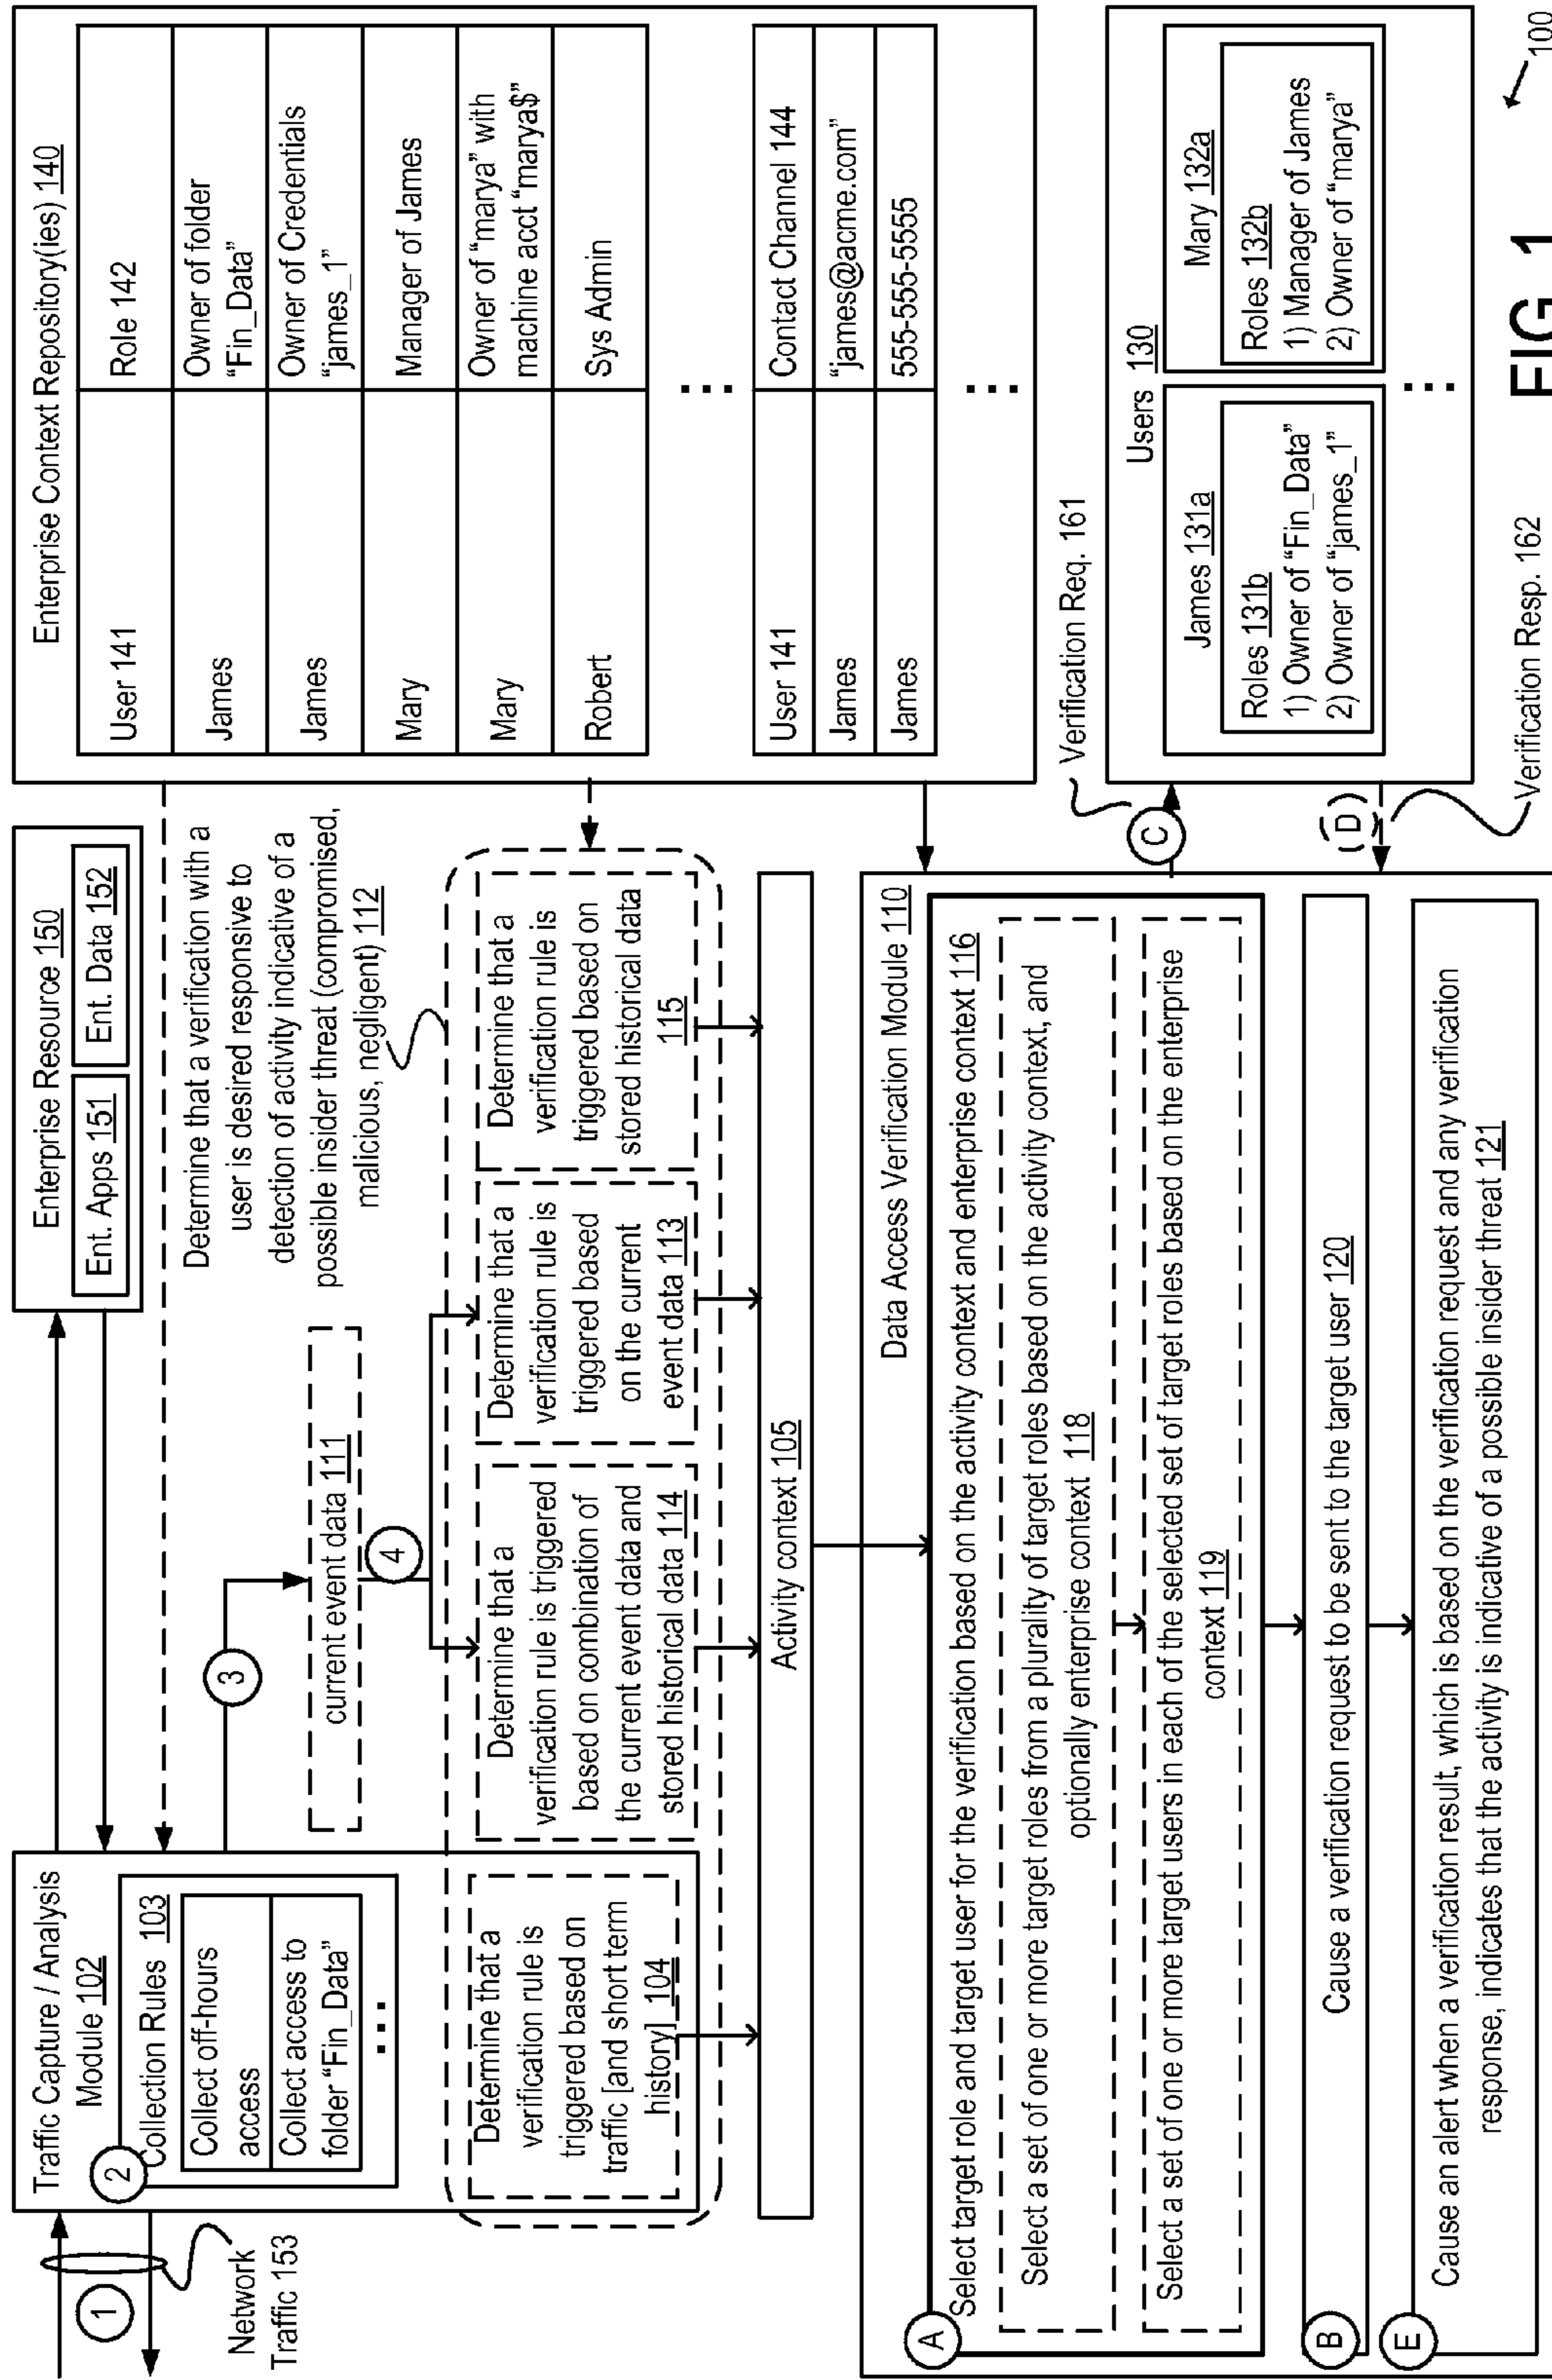 Traffic Capture / Analysis
Module 102
2
Collection Rules 103
Collect off-hours
access
Collect access to
folder "Fin_Data"
...
Determine that a
verification rule is
triggered based on
traffic [and short term
history] 104
1
Network
Traffic 153
Enterprise Resource 150
Ent. Apps 151
Ent. Data 152
3
current event data 111
4
Determine that a verification with a
user is desired responsive to
detection of activity indicative of a
possible insider threat (compromised,
malicious, negligent) 112
Determine that a
verification rule is triggered
based on combination of
the current event data and
stored historical data 114
Determine that a
verification rule is
triggered based
on the current
event data 113
Determine that a
verification rule is
triggered based on
stored historical data
115
Activity context 105
Enterprise Context Repository(ies) 140
User 141
Role 142
James
Owner of folder
"Fin_Data"
James
Owner of Credentials
"james_1"
Mary
Manager of James
Mary
Owner of "marya" with
machine acct "marya$"
Robert
Sys Admin
...
User 141
Contact Channel 144
James
"james@acme.com"
James
555-555-5555
...
Data Access Verification Module 110
A
Select target role and target user for the verification based on the activity context and enterprise context 116
Select a set of one or more target roles from a plurality of target roles based on the activity context, and
optionally enterprise context 118
Select a set of one or more target users in each of the selected set of target roles based on the enterprise
context 119
B
Cause a verification request to be sent to the target user 120
E
Cause an alert when a verification result, which is based on the verification request and any verification
response, indicates that the activity is indicative of a possible insider threat 121
C
Verification Req. 161
D
Verification Resp. 162
Users 130
James 131a
Roles 131b
1) Owner of "Fin_Data"
2) Owner of "james_1"
Mary 132a
Roles 132b
1) Manager of James
2) Owner of "marya"
...
100
FIG. 1